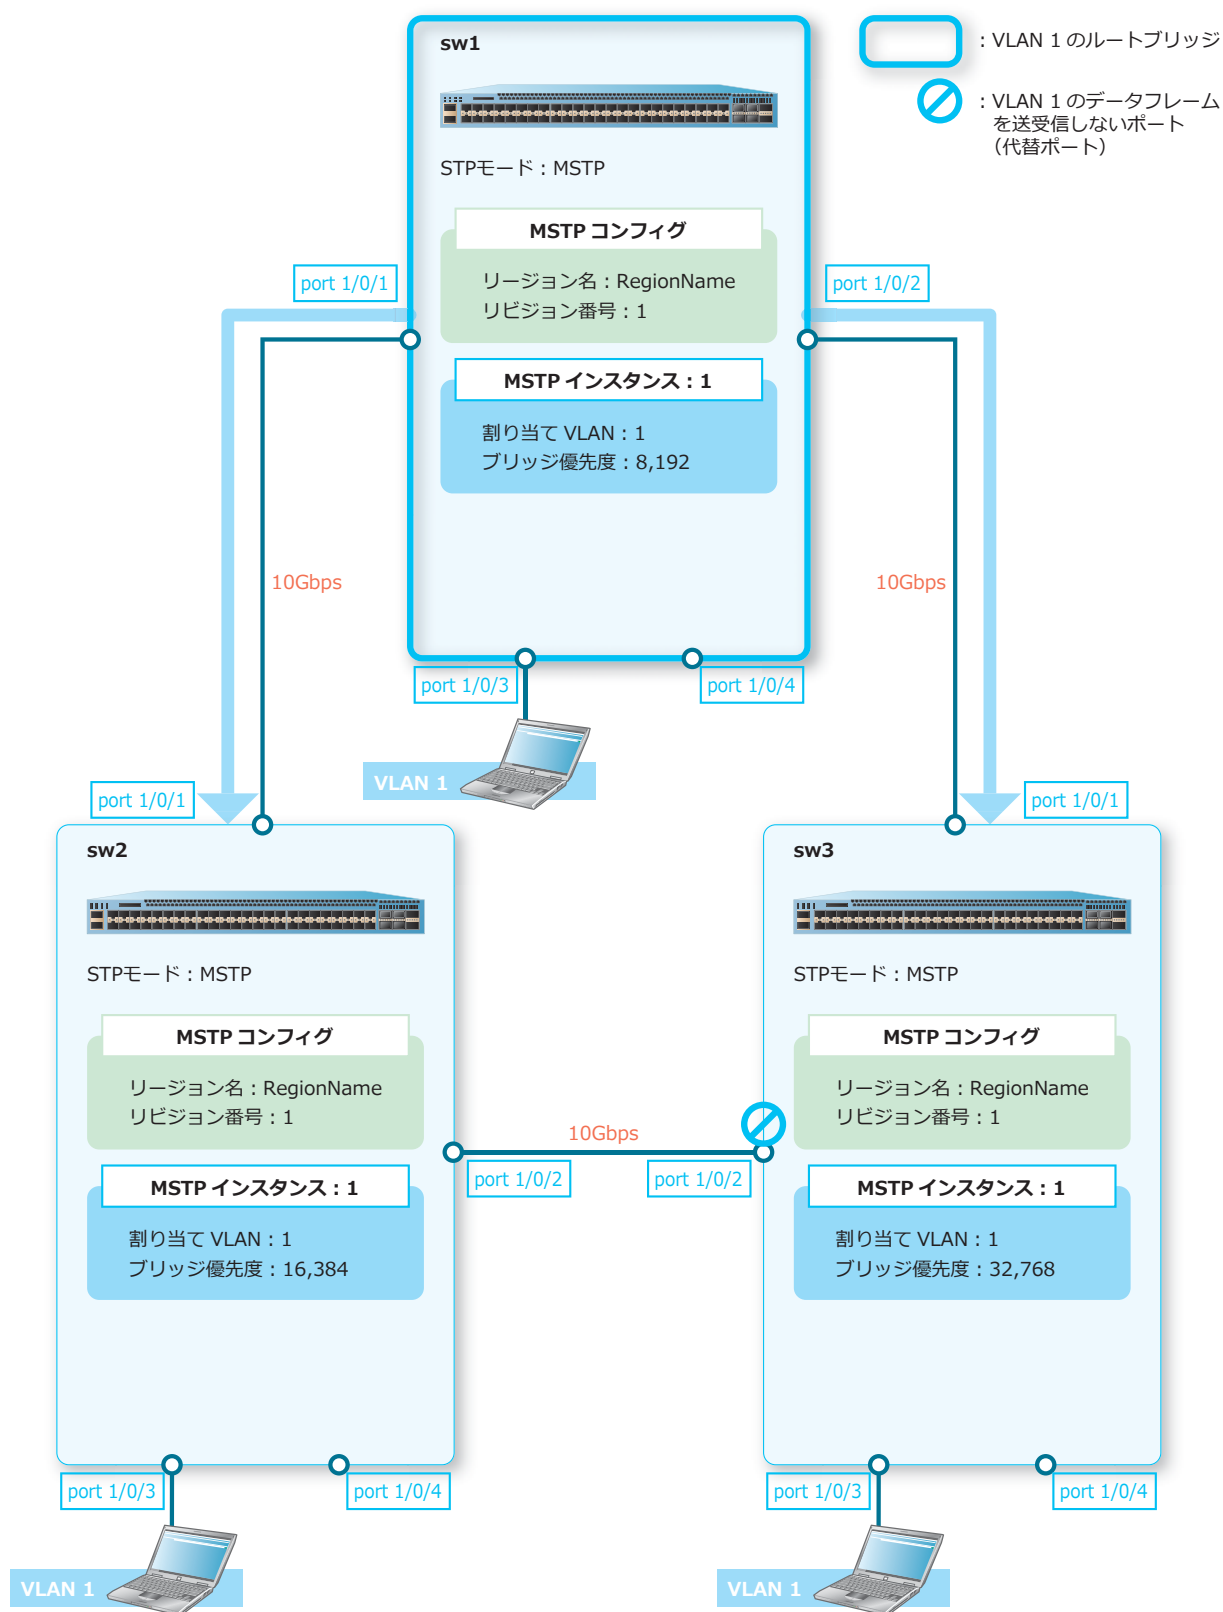 sw1
：VLAN 1 のルートブリッジ
：VLAN 1 のデータフレーム
を送受信しないポート
（代替ポート）
STPモード：MSTP
MSTP コンフィグ
リージョン名：RegionName
リビジョン番号：1
port 1/0/1
port 1/0/2
MSTP インスタンス：1
割り当て VLAN：1
ブリッジ優先度：8,192
10Gbps
10Gbps
port 1/0/3
port 1/0/4
VLAN 1
port 1/0/1
port 1/0/1
sw2
STPモード：MSTP
MSTP コンフィグ
リージョン名：RegionName
リビジョン番号：1
MSTP インスタンス：1
割り当て VLAN：1
ブリッジ優先度：16,384
10Gbps
port 1/0/2
port 1/0/2
sw3
STPモード：MSTP
MSTP コンフィグ
リージョン名：RegionName
リビジョン番号：1
MSTP インスタンス：1
割り当て VLAN：1
ブリッジ優先度：32,768
port 1/0/3
port 1/0/4
VLAN 1
port 1/0/3
port 1/0/4
VLAN 1